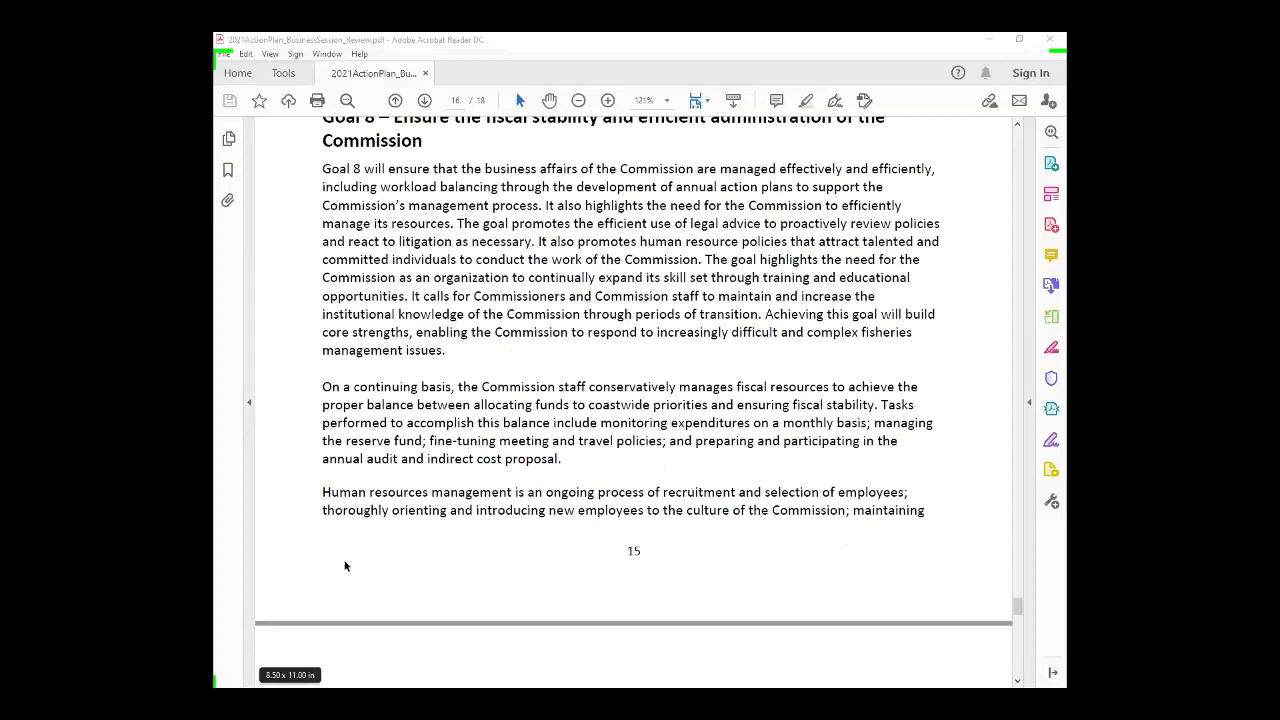 2021ActionPlan_BusinessSession_Review.pdf - Adobe Acrobat Reader DC
File Edit View Sign Window Help
Home Tools 2021ActionPlan_Bu... × Sign In
16 / 18 121%
Goal 8 – Ensure the fiscal stability and efficient administration of the
Commission
Goal 8 will ensure that the business affairs of the Commission are managed effectively and efficiently,
including workload balancing through the development of annual action plans to support the
Commission's management process. It also highlights the need for the Commission to efficiently
manage its resources. The goal promotes the efficient use of legal advice to proactively review policies
and react to litigation as necessary. It also promotes human resource policies that attract talented and
committed individuals to conduct the work of the Commission. The goal highlights the need for the
Commission as an organization to continually expand its skill set through training and educational
opportunities. It calls for Commissioners and Commission staff to maintain and increase the
institutional knowledge of the Commission through periods of transition. Achieving this goal will build
core strengths, enabling the Commission to respond to increasingly difficult and complex fisheries
management issues.
On a continuing basis, the Commission staff conservatively manages fiscal resources to achieve the
proper balance between allocating funds to coastwide priorities and ensuring fiscal stability. Tasks
performed to accomplish this balance include monitoring expenditures on a monthly basis; managing
the reserve fund; fine-tuning meeting and travel policies; and preparing and participating in the
annual audit and indirect cost proposal.
Human resources management is an ongoing process of recruitment and selection of employees;
thoroughly orienting and introducing new employees to the culture of the Commission; maintaining
15
8.50 x 11.00 in